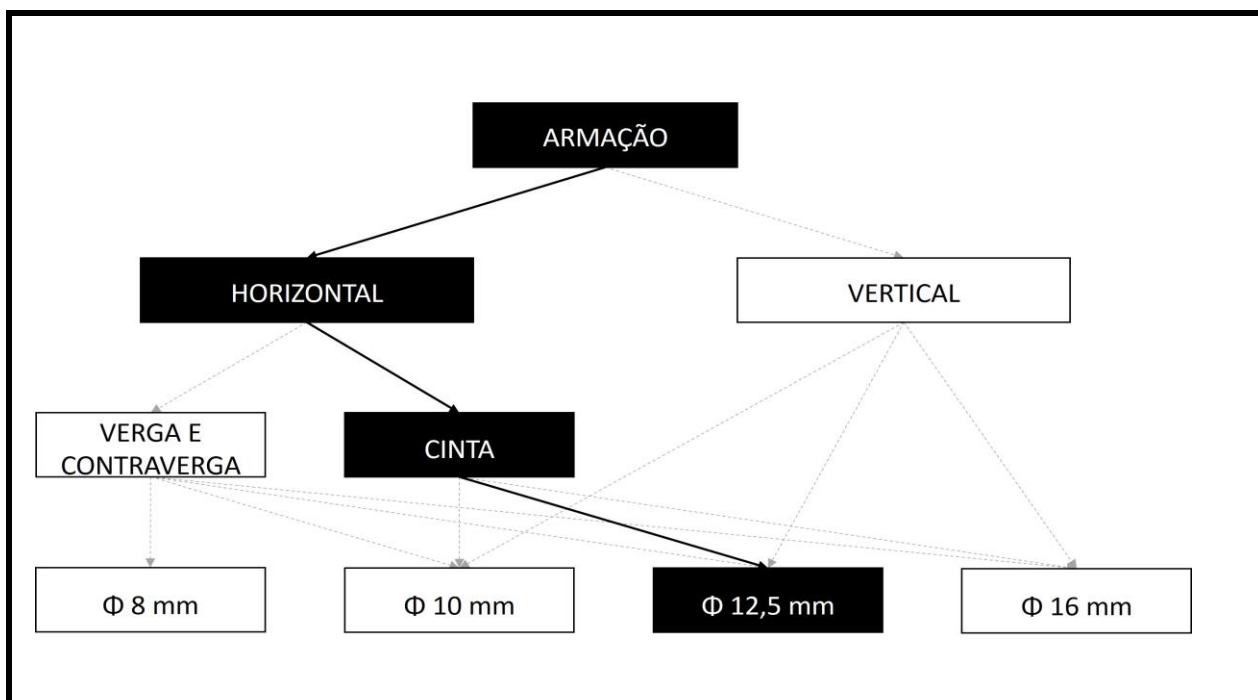 ARMAÇÃO
HORIZONTAL
VERTICAL
VERGA E
CONTRAVERGA
CINTA
Φ 8 mm
Φ 10 mm
Φ 12,5 mm
Φ 16 mm